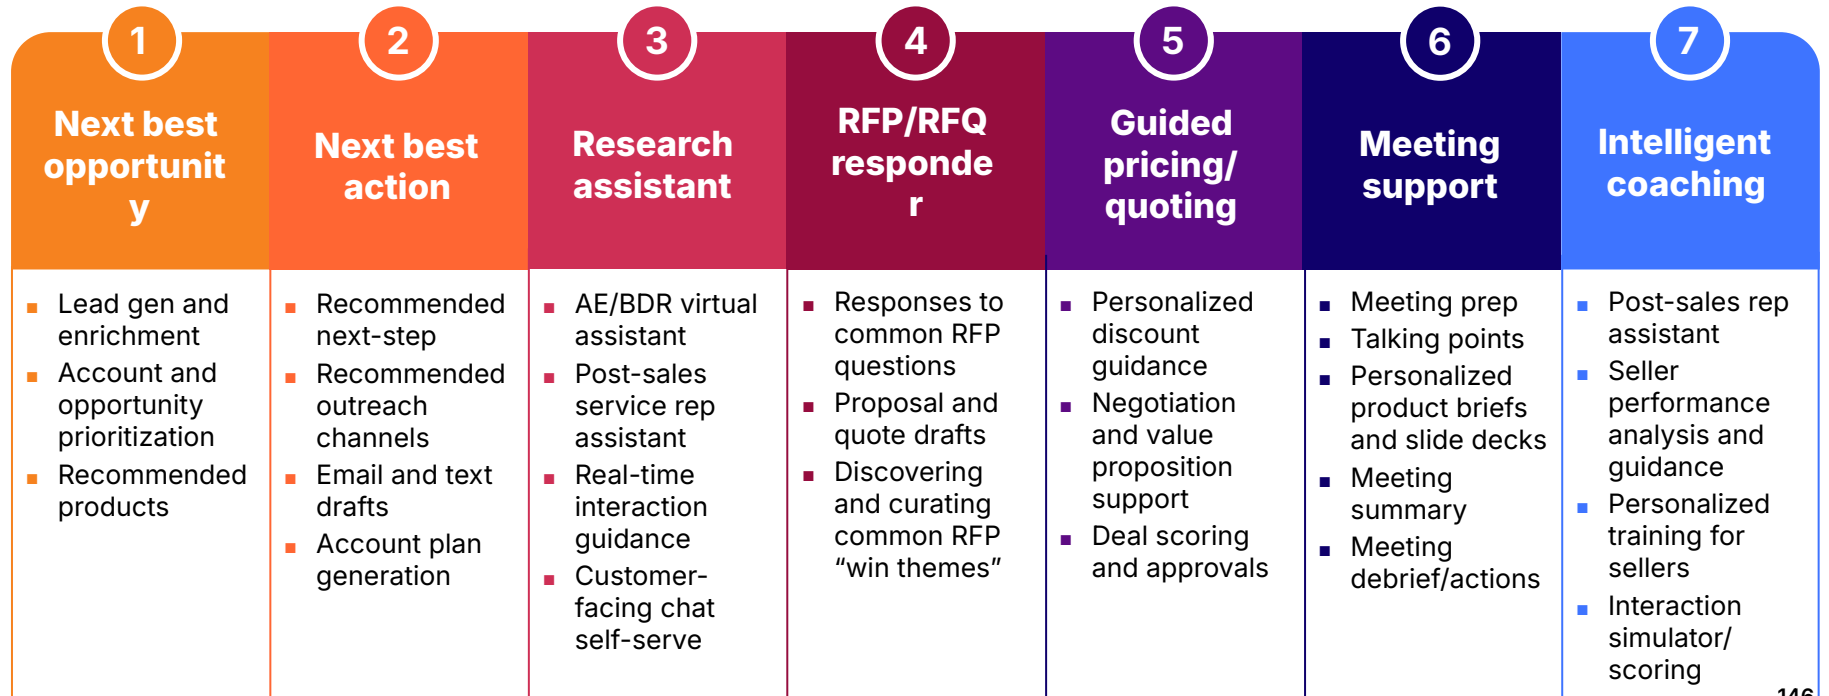 1
Next best
opportunit
y
Lead gen and
enrichment
Account and
opportunity
prioritization
Recommended
products
2
Next best
action
Recommended
next-step
Recommended
outreach
channels
Email and text
drafts
Account plan
generation
3
Research
assistant
AE/BDR virtual
assistant
Post-sales
service rep
assistant
Real-time
interaction
guidance
Customer-
facing chat
self-serve
4
RFP/RFQ
responde
r
Responses to
common RFP
questions
Proposal and
quote drafts
Discovering
and curating
common RFP
“win themes”
5
Guided
pricing/
quoting
Personalized
discount
guidance
Negotiation
and value
proposition
support
Deal scoring
and approvals
6
Meeting
support
Meeting prep
Talking points
Personalized
product briefs
and slide decks
Meeting
summary
Meeting
debrief/actions
7
Intelligent
coaching
Post-sales rep
assistant
Seller
performance
analysis and
guidance
Personalized
training for
sellers
Interaction
simulator/
scoring
146